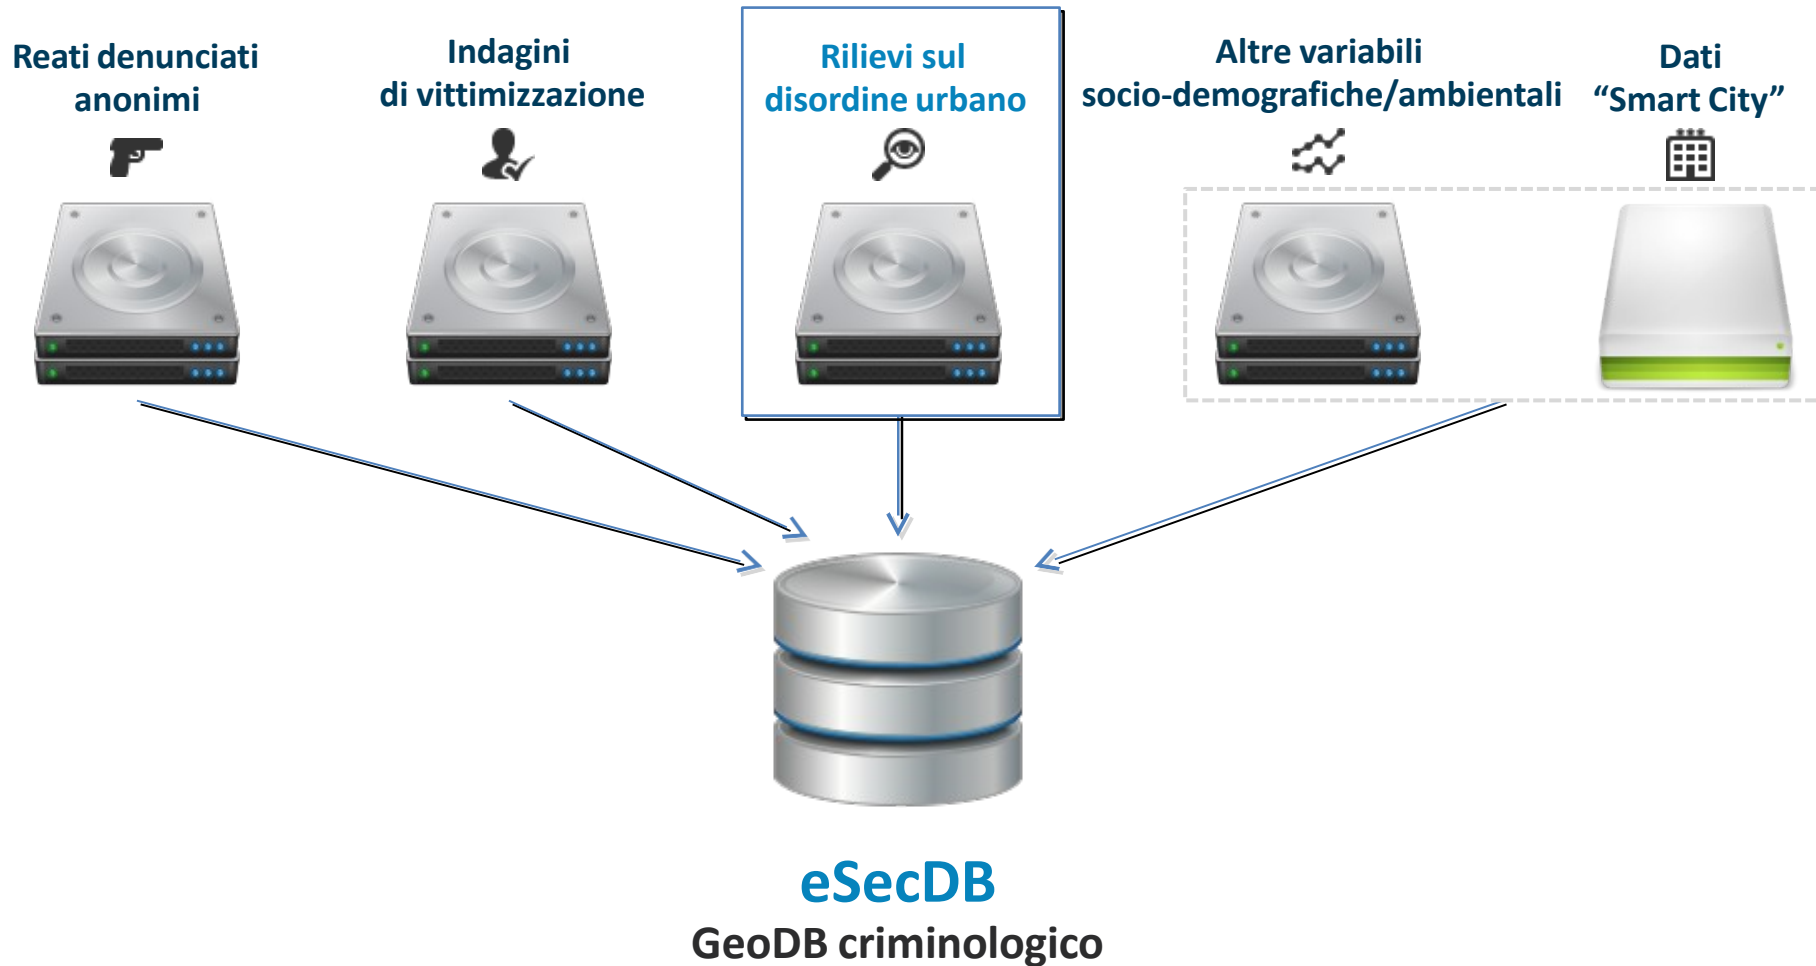 Reati denunciati
anonimi
Indagini
di vittimizzazione
Rilievi sul
disordine urbano
Altre variabili
socio-demografiche/ambientali
Dati
“Smart City”
eSecDB
GeoDB criminologico